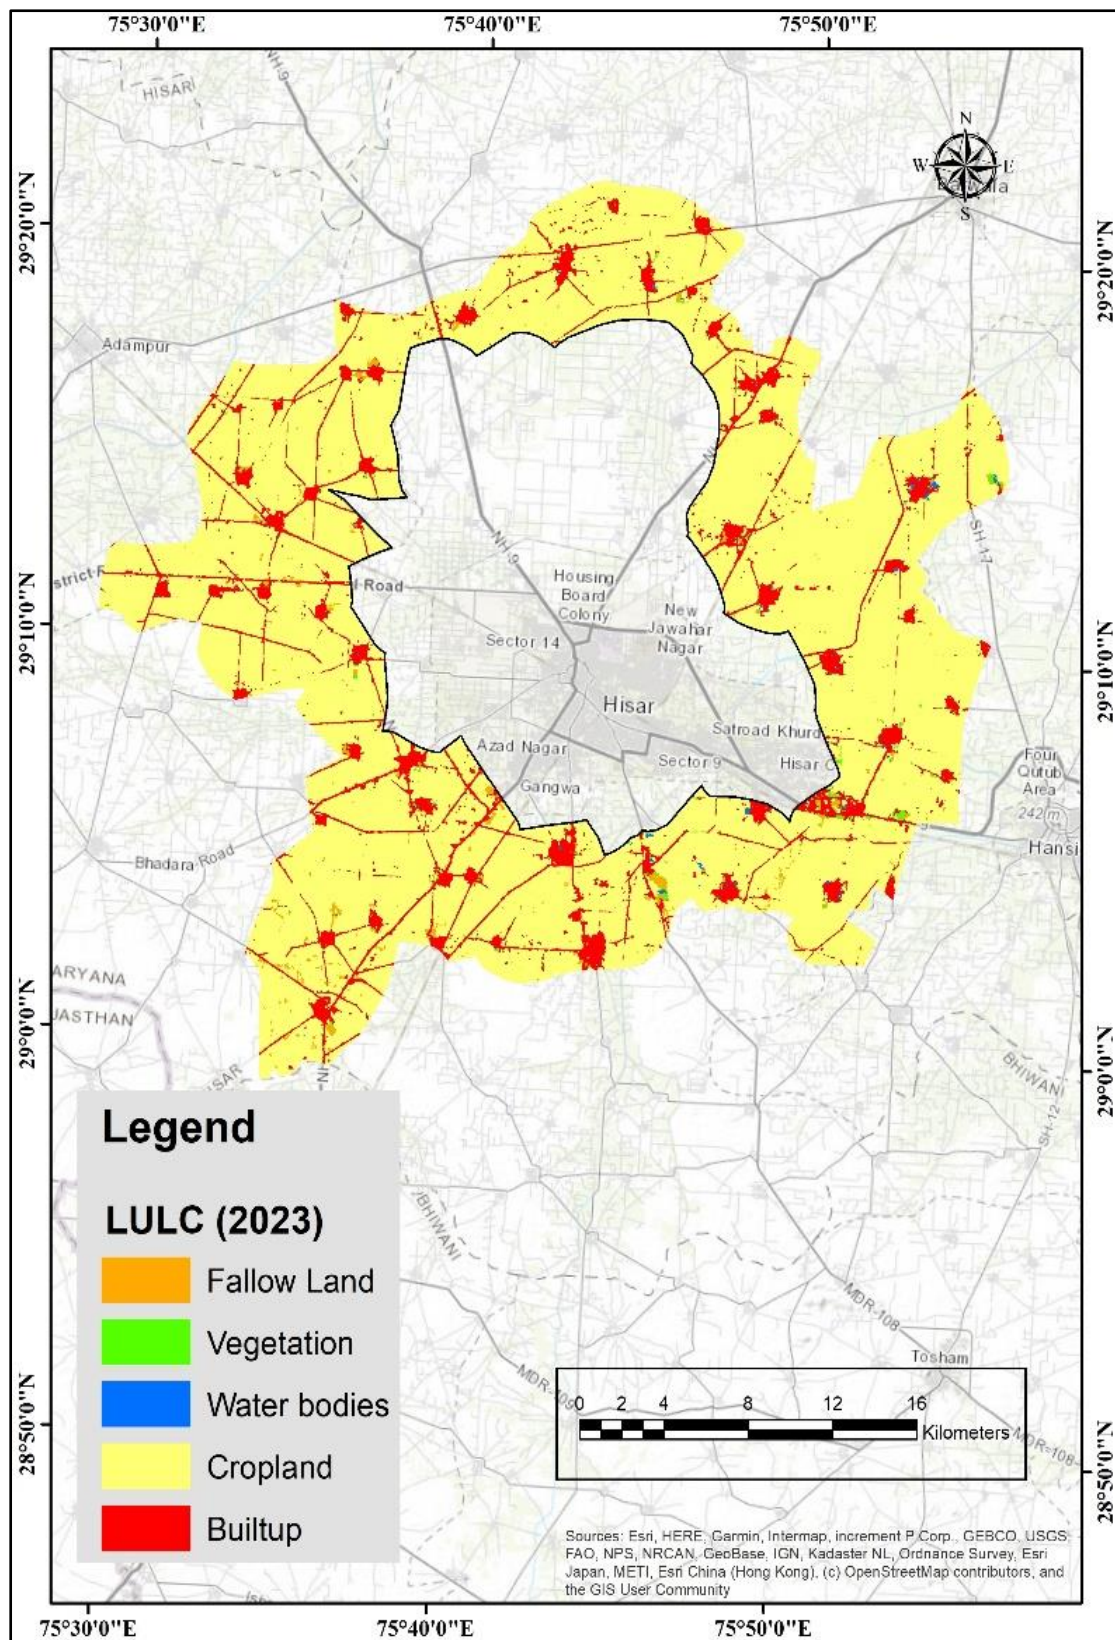 75°30'0"E 75°40'0"E 75°50'0"E
NH-9
HISAR
N
W E
S
29°20'0"N
29°20'0"N
Adampur
SH-17
NH-9
Road
Housing
Board
Colony
New
Jawahar
Nagar
Sector 14
29°10'0"N
29°10'0"N
Hisar
Satroad Khurd
Azad Nagar
Sector 9
Hisar C
Gangwa
Four
Qutub
Area
242 m
Hansi
Bhadara-Road
ARYANA
JASTHAN
29°0'0"N
29°0'0"N
BHIWANI
SH-12
BHIWANI
MDR-108
Tosham
MDR-109
MDR-108
28°50'0"N
28°50'0"N
Legend
LULC (2023)
Fallow Land
Vegetation
Water bodies
Cropland
Builtup
0 2 4 8 12 16
Kilometers
Sources: Esri, HERE, Garmin, Intermap, increment P Corp., GEBCO, USGS,
FAO, NPS, NRCAN, GeoBase, IGN, Kadaster NL, Ordnance Survey, Esri
Japan, METI, Esri China (Hong Kong), (c) OpenStreetMap contributors, and
the GIS User Community
75°30'0"E 75°40'0"E 75°50'0"E